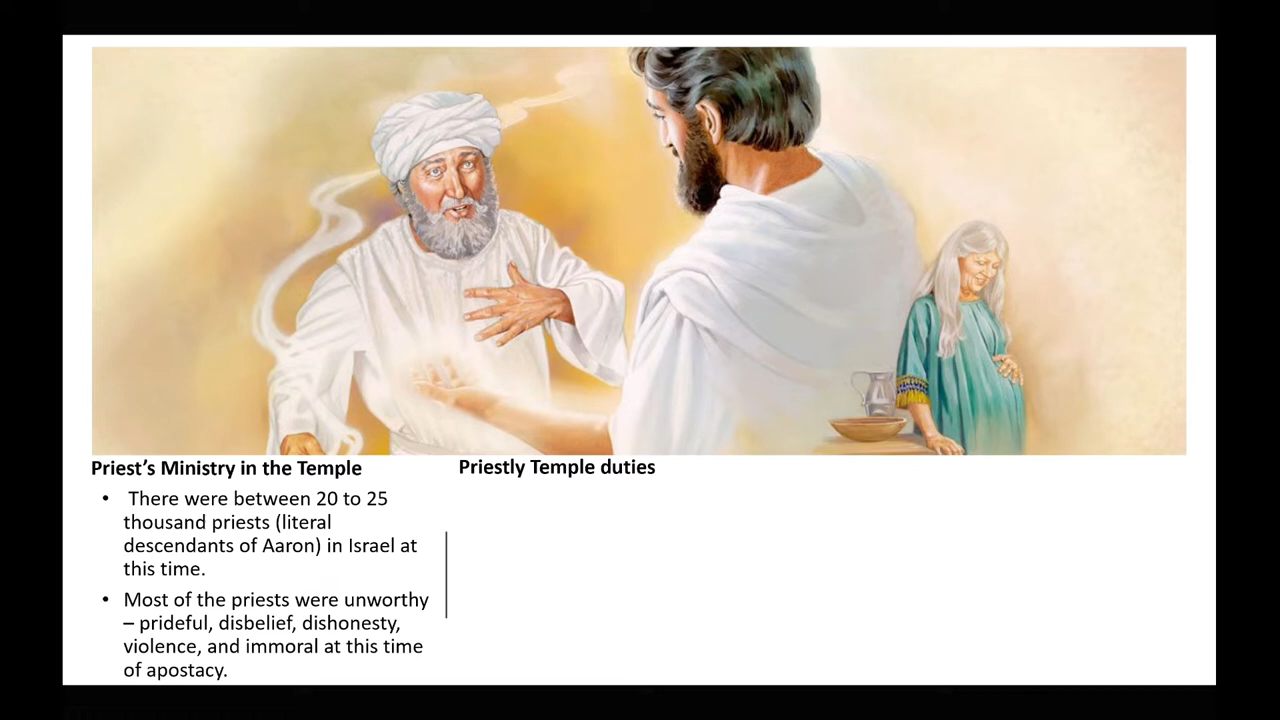 Priest's Ministry in the Temple
• There were between 20 to 25
thousand priests (literal
descendants of Aaron) in Israel at
this time.
• Most of the priests were unworthy
– prideful, disbelief, dishonesty,
violence, and immoral at this time
of apostacy.
Priestly Temple duties